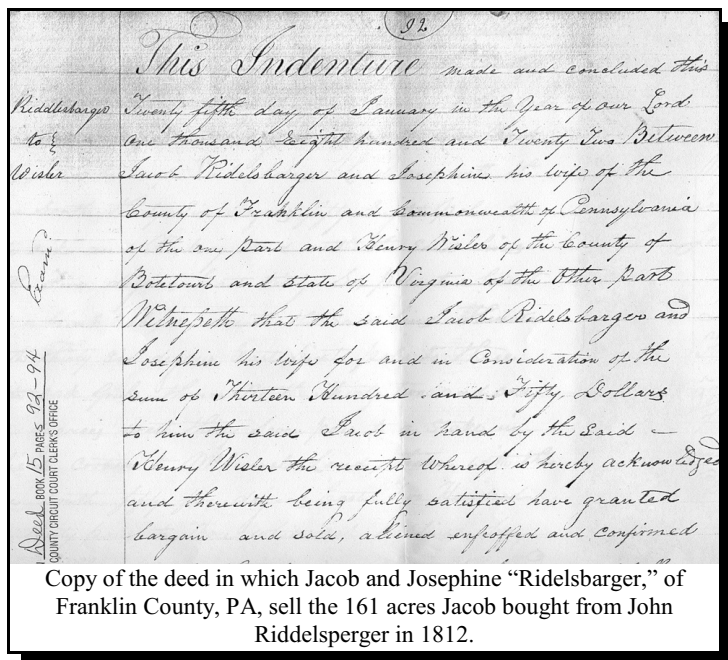 92
This Indenture made and concluded this
Riddlesbarger
to
Wisler
Twenty fifth day of January in the Year of our Lord
One thousand Eight hundred and Twenty Two Between
Jacob Ridelsbarger and Josephine his wife of the
County of Franklin and Commonwealth of Pennsylvania
of the one part and Henry Wisler of the County of
Botetourt and state of Virginia of the Other part
Witnesseth that the said Jacob Ridelsbarger and
Josephine his wife for and in Consideration of the
sum of Thirteen Hundred and Fifty Dollars
to him the said Jacob in hand by the said –
Henry Wisler the receipt whereof is hereby acknowledged
and therewith being fully satisfied have granted
bargain and sold, aliened enfeoffed and confirmed
Exam
Deed BOOK 15 PAGES 92-94
COUNTY CIRCUIT COURT CLERK'S OFFICE
Copy of the deed in which Jacob and Josephine “Ridelsbarger,” of
Franklin County, PA, sell the 161 acres Jacob bought from John
Riddelsperger in 1812.